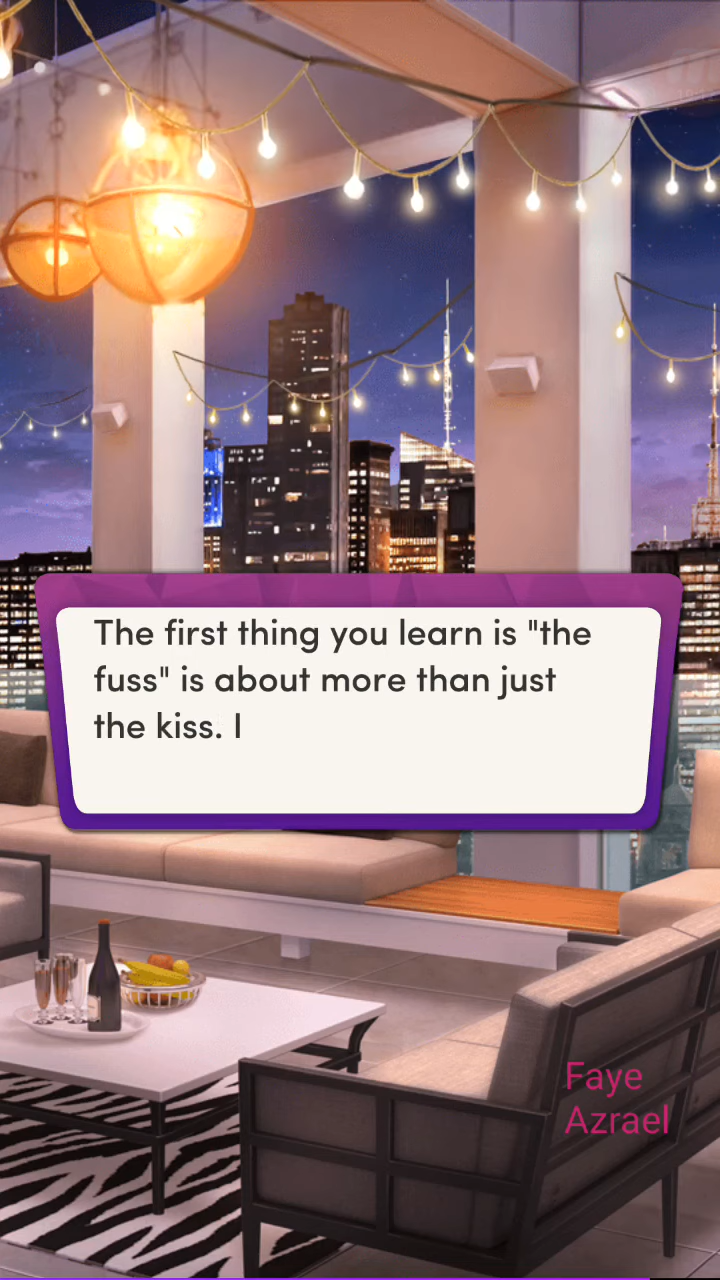 The first thing you learn is "the
fuss" is about more than just
the kiss. I
Faye
Azrael